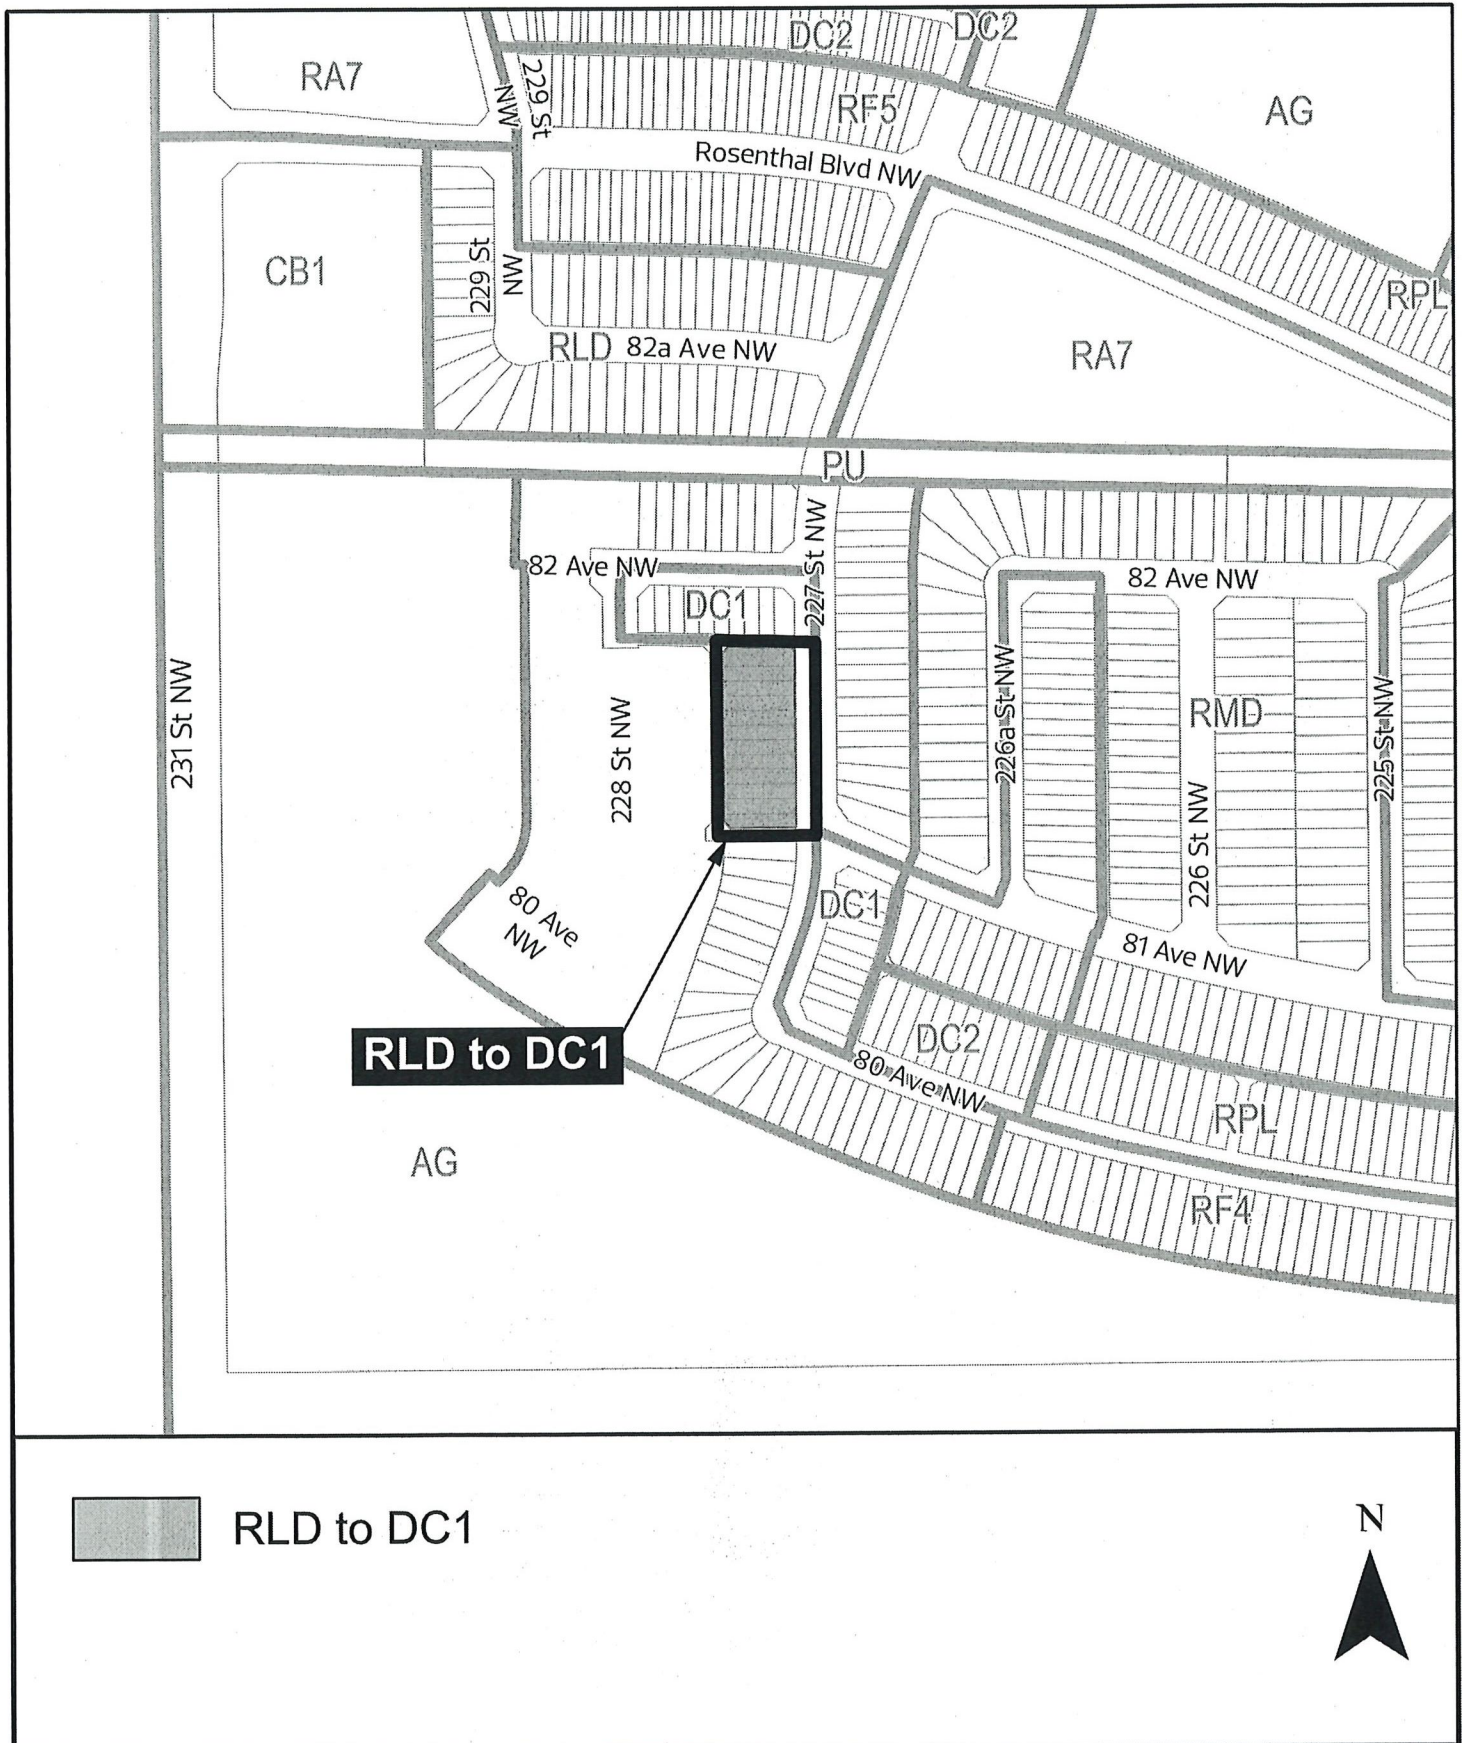 DC2
DC2
RA7
229 St
NW
RF5
AG
Rosenthal Blvd NW
CB1
229 St
NW
RPL
RLD
82a Ave NW
RA7
PU
82 Ave NW
227 St NW
82 Ave NW
DC1
231 St NW
228 St NW
226a St NW
RMD
225 St NW
226 St NW
80 Ave
NW
DC1
81 Ave NW
RLD to DC1
DC2
80 Ave NW
RPL
AG
RF4
RLD to DC1
N